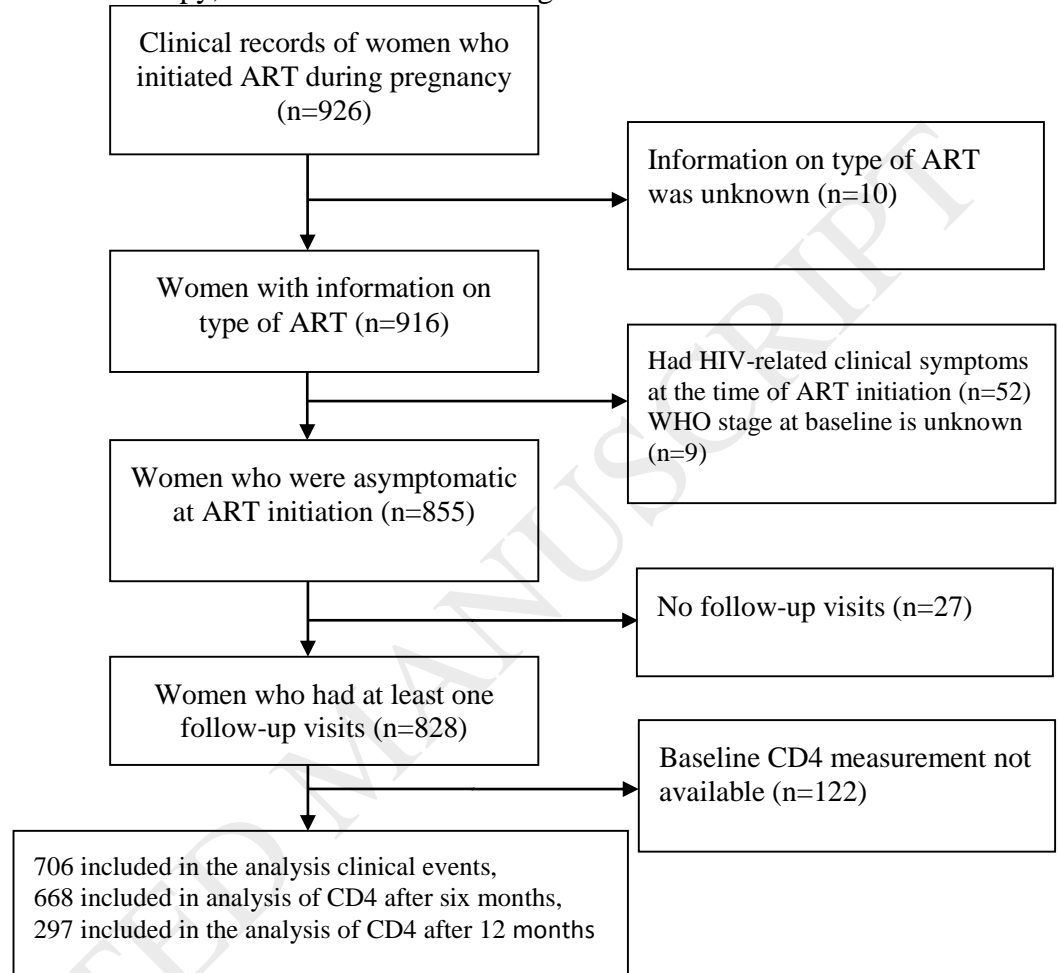 Clinical records of women who
initiated ART during pregnancy
(n=926)
Information on type of ART
was unknown (n=10)
Women with information on
type of ART (n=916)
Had HIV-related clinical symptoms
at the time of ART initiation (n=52)
WHO stage at baseline is unknown
(n=9)
Women who were asymptomatic
at ART initiation (n=855)
No follow-up visits (n=27)
Women who had at least one
follow-up visits (n=828)
Baseline CD4 measurement not
available (n=122)
706 included in the analysis clinical events,
668 included in analysis of CD4 after six months,
297 included in the analysis of CD4 after 12 months
TED MANUSCRIPT